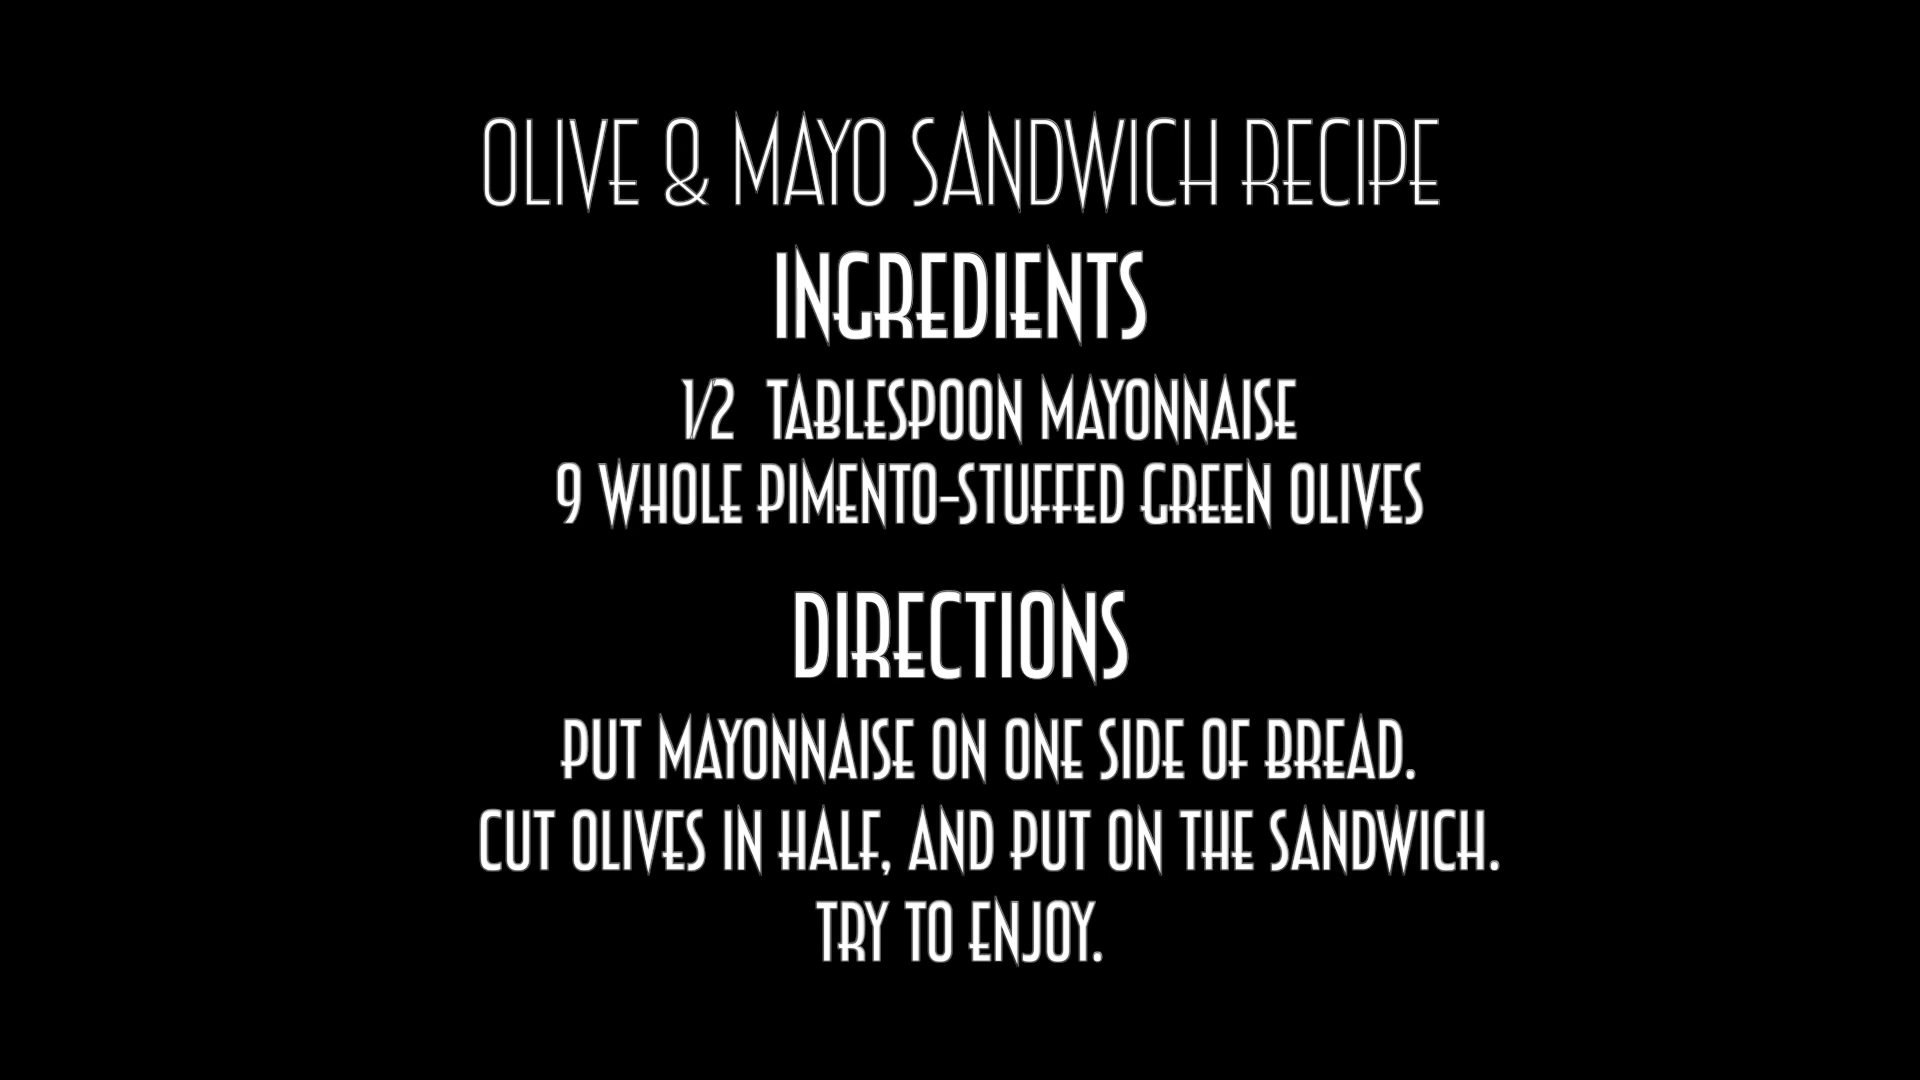 OLIVE & MAYO SANDWICH RECIPE
INGREDIENTS
1/2 TABLESPOON MAYONNAISE
9 WHOLE PIMENTO-STUFFED GREEN OLIVES
DIRECTIONS
PUT MAYONNAISE ON ONE SIDE OF BREAD.
CUT OLIVES IN HALF, AND PUT ON THE SANDWICH.
TRY TO ENJOY.